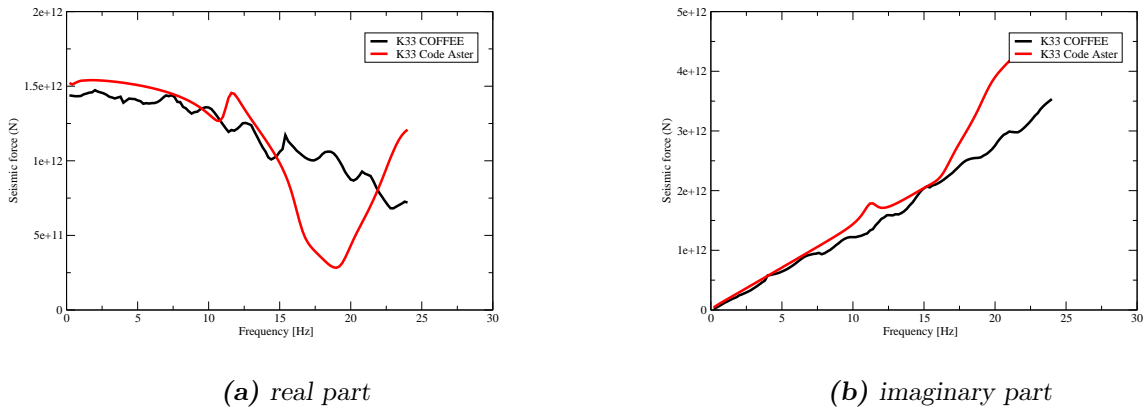 2e+12
1.5e+12
1e+12
5e+11
0
Seismic force (N)
K33 COFFEE
K33 Code Aster
0 5 10 15 20 25 30
Frequency [Hz]
(a) real part
5e+12
4e+12
3e+12
2e+12
1e+12
0
Seismic force (N)
K33 COFFEE
K33 Code Aster
0 5 10 15 20 25 30
Frequency [Hz]
(b) imaginary part